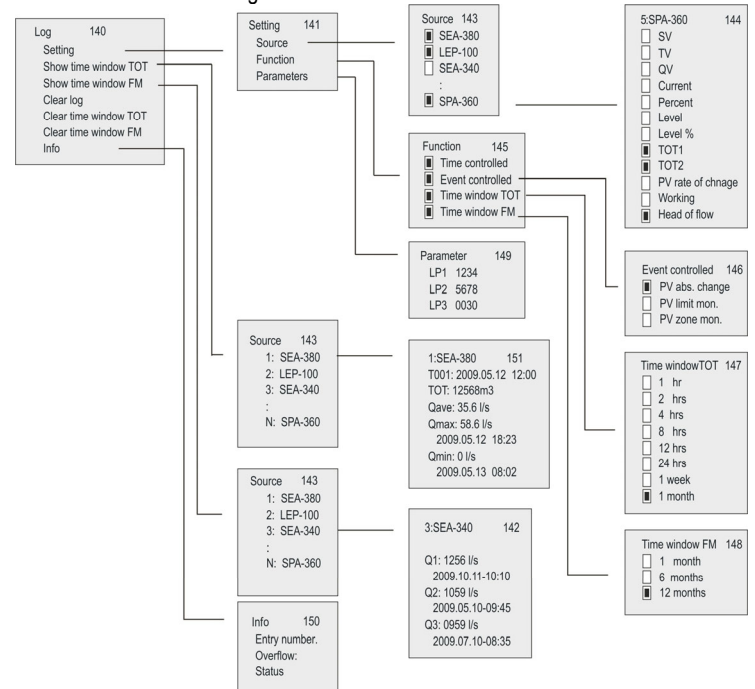 Log 140
Setting
Show time window TOT
Show time window FM
Clear log
Clear time window TOT
Clear time window FM
Info
Setting 141
Source
Function
Parameters
Source 143
SEA-380
LEP-100
SEA-340
:
SPA-360
5:SPA-360 144
SV
TV
QV
Current
Percent
Level
Level %
TOT1
TOT2
PV rate of chnage
Working
Head of flow
Function 145
Time controlled
Event controlled
Time window TOT
Time window FM
Parameter 149
LP1 1234
LP2 5678
LP3 0030
Event controlled 146
PV abs. change
PV limit mon.
PV zone mon.
Source 143
1: SEA-380
2: LEP-100
3: SEA-340
:
N: SPA-360
1:SEA-380 151
T001: 2009.05.12 12:00
TOT: 12568m3
Qave: 35.6 l/s
Qmax: 58.6 l/s
2009.05.12 18:23
Qmin: 0 l/s
2009.05.13 08:02
Time windowTOT 147
1 hr
2 hrs
4 hrs
8 hrs
12 hrs
24 hrs
1 week
1 month
Source 143
1: SEA-380
2: LEP-100
3: SEA-340
:
N: SPA-360
3:SEA-340 142
Q1: 1256 l/s
2009.10.11-10:10
Q2: 1059 l/s
2009.05.10-09:45
Q3: 0959 l/s
2009.07.10-08:35
Time window FM 148
1 month
6 months
12 months
Info 150
Entry number.
Overflow:
Status